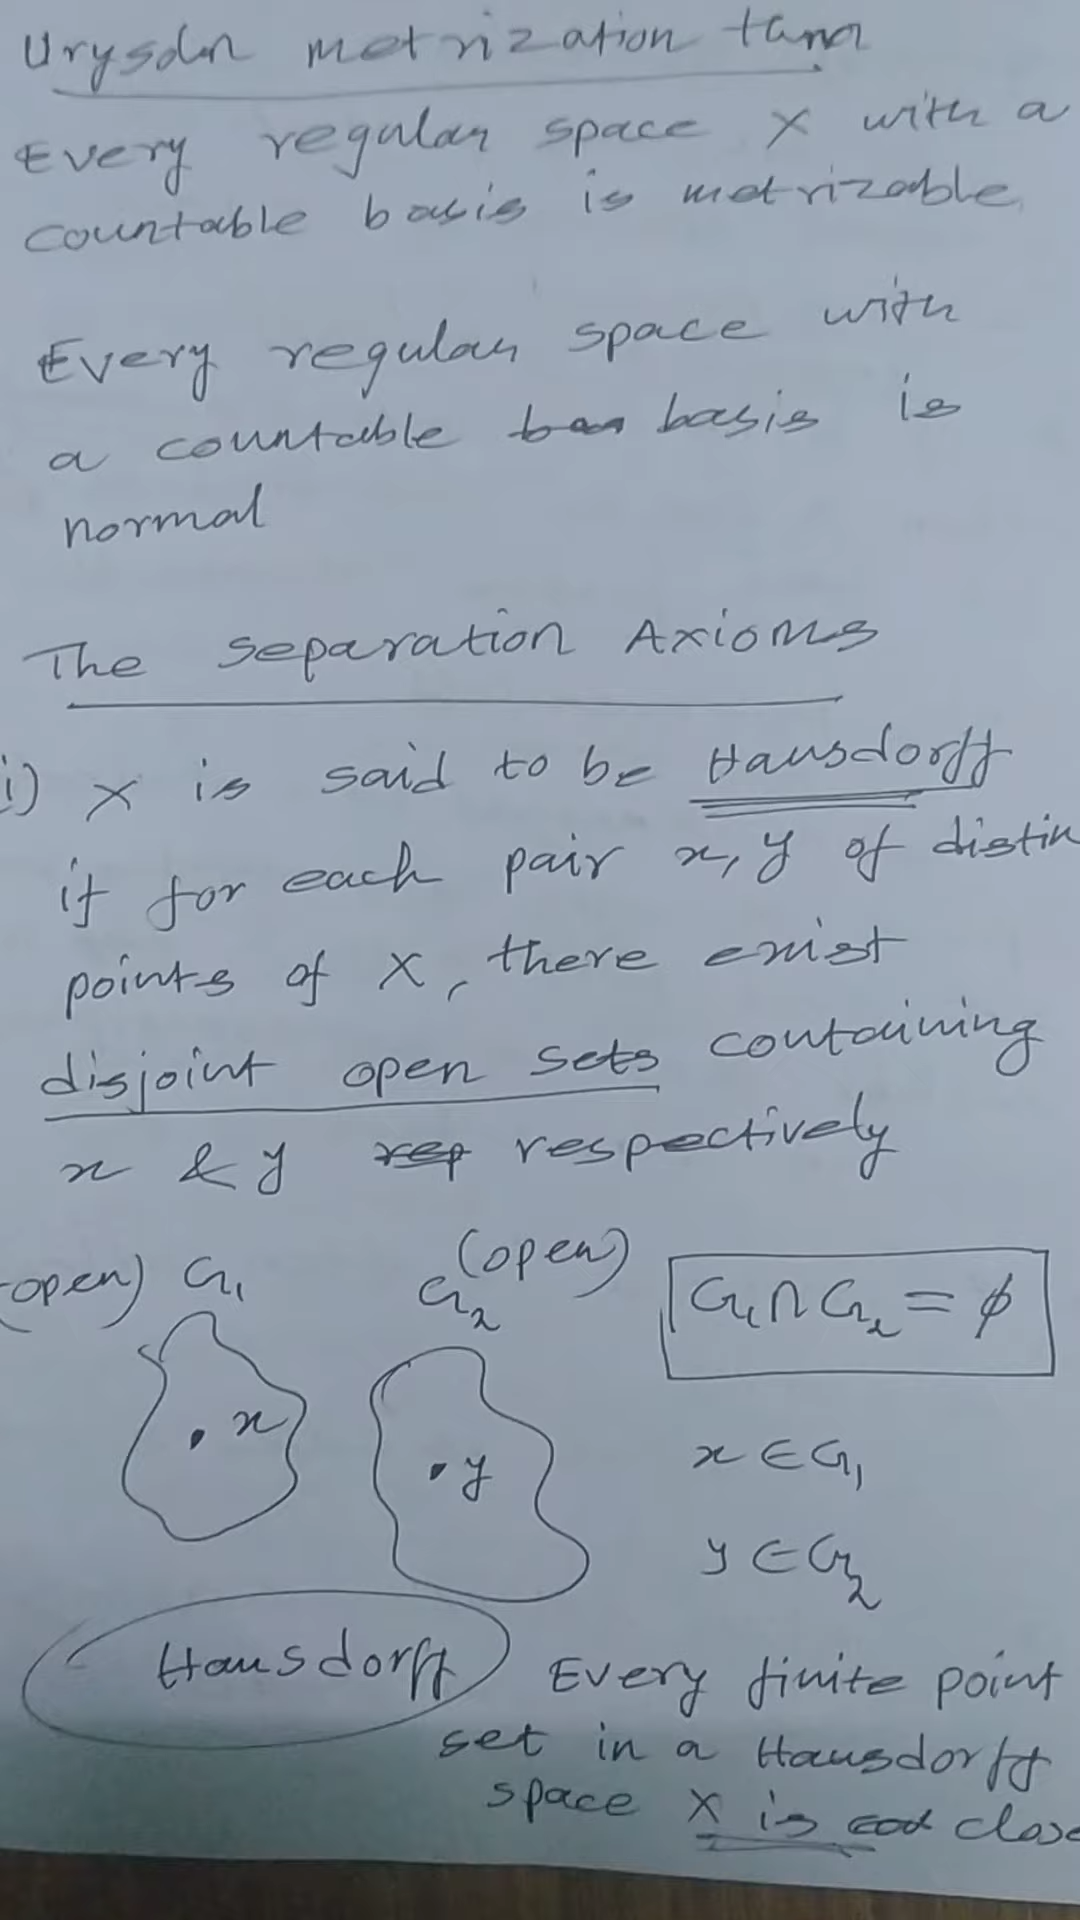 Urysohn metrization thm
Every regular space X with a
countable basis is metrizable
Every regular space with
a countable basis is
normal
The Separation Axioms
i) X is said to be Hausdorff
if for each pair x, y of distin
points of X, there exist
disjoint open sets containing
x & y respectively
(open) G₁
G₂ (open)
G₁ ∩ G₂ = ϕ
x
y
x ∈ G₁
y ∈ G₂
Hausdorff
Every finite point
set in a Hausdorff
space X is close